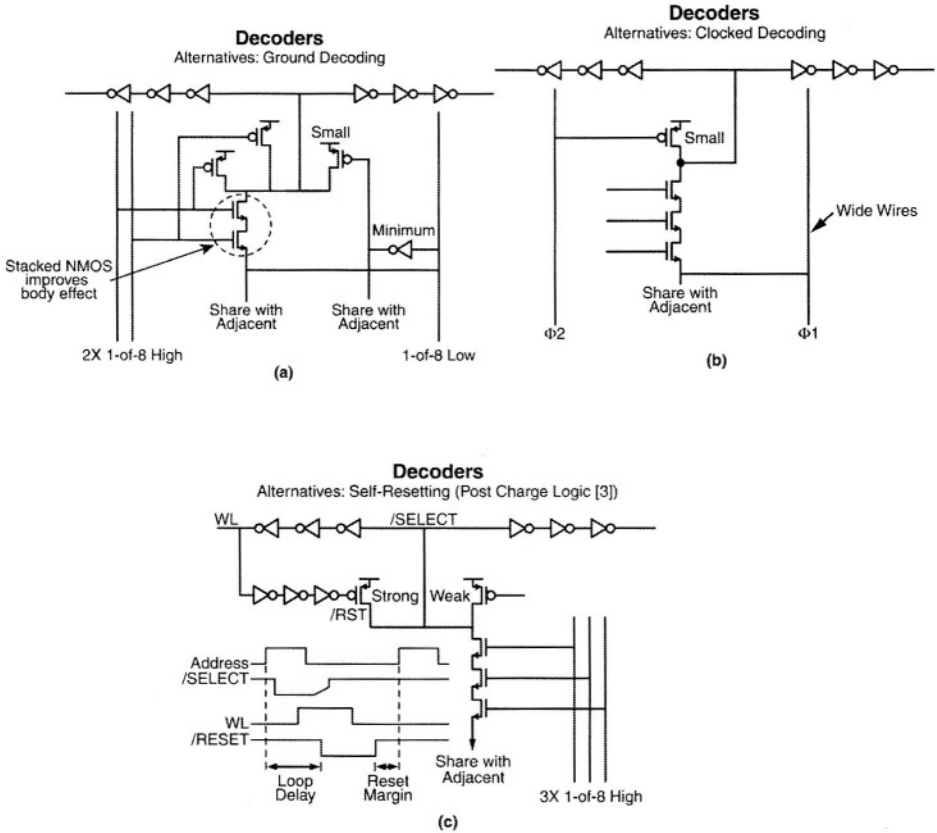 Decoders
Alternatives: Ground Decoding
Small
Minimum
Stacked NMOS
improves
body effect
Share with
Adjacent
Share with
Adjacent
2X 1-of-8 High
1-of-8 Low
(a)
Decoders
Alternatives: Clocked Decoding
Small
Wide Wires
Share with
Adjacent
Φ2
Φ1
(b)
Decoders
Alternatives: Self-Resetting (Post Charge Logic [3])
WL
/SELECT
Strong
Weak
/RST
Address
/SELECT
WL
/RESET
Loop
Delay
Reset
Margin
Share with
Adjacent
3X 1-of-8 High
(c)